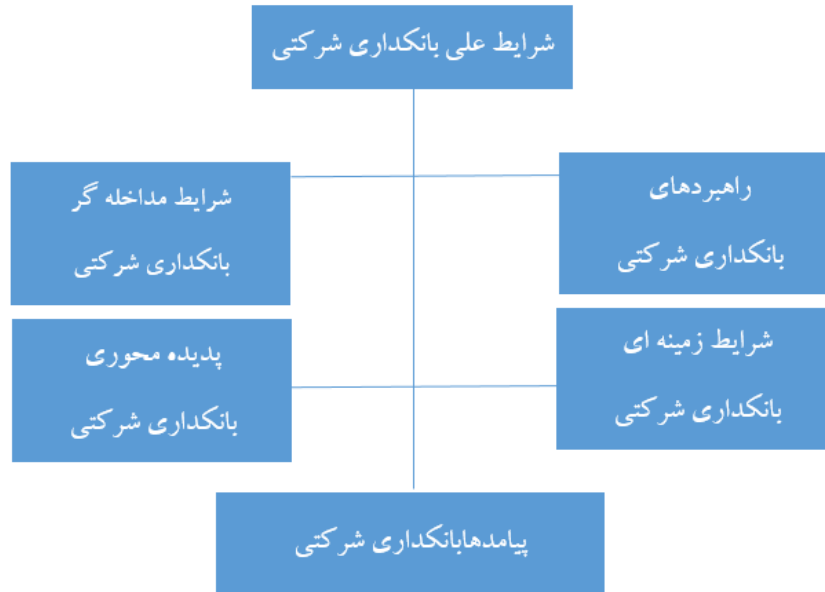 شرایط علی بانکداری شرکتی
راهبردهای
بانکداری شرکتی
شرایط مداخله گر
بانکداری شرکتی
شرایط زمینه ای
بانکداری شرکتی
پدیده محوری
بانکداری شرکتی
پیامدهابانکداری شرکتی